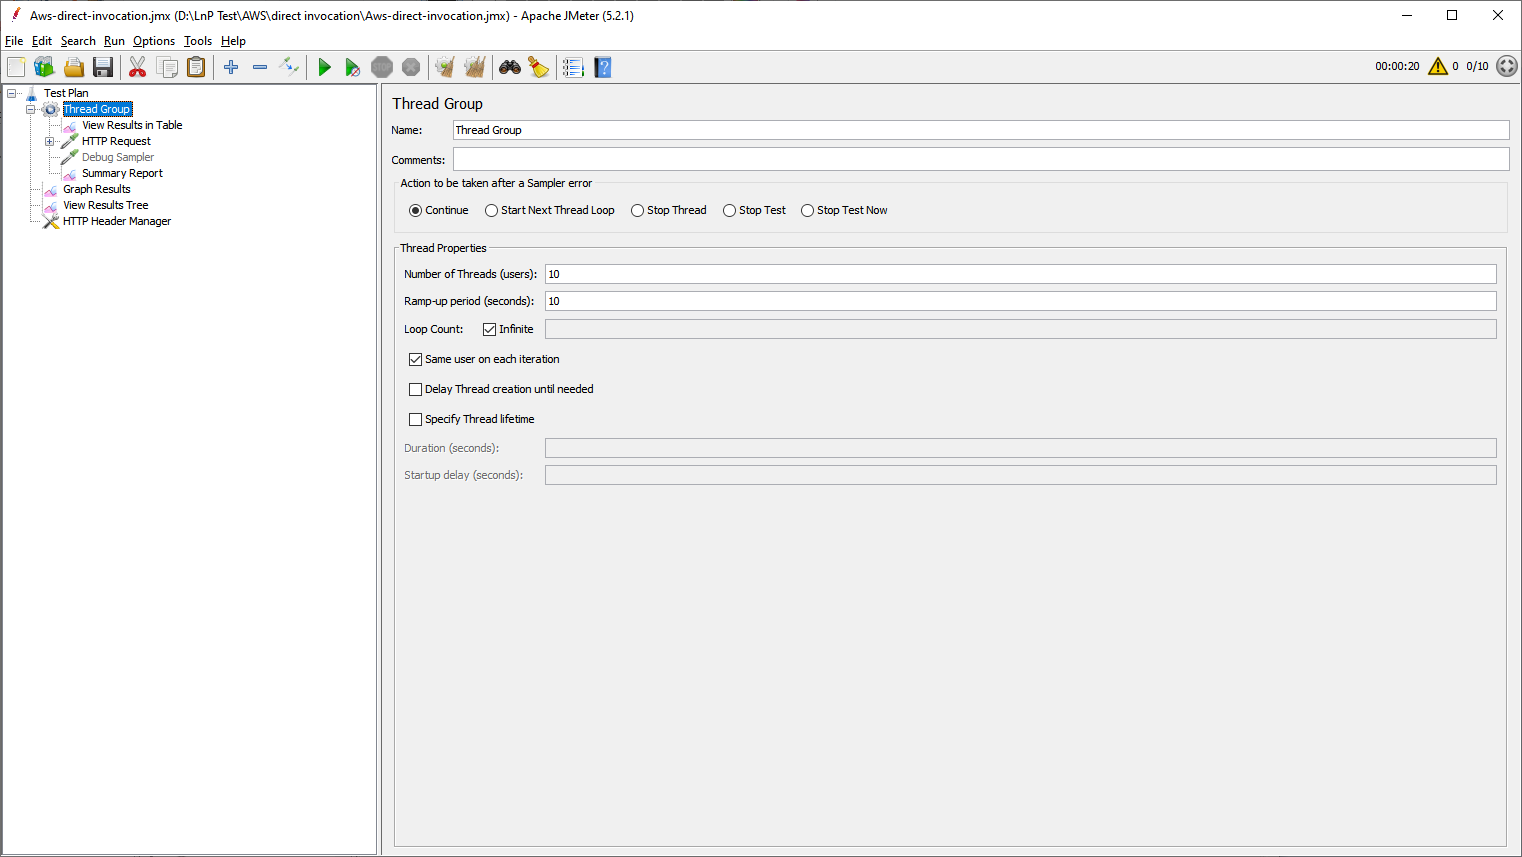 Aws-direct-invocation.jmx (D:\LnP Test\AWS\direct invocation\Aws-direct-invocation.jmx) - Apache JMeter (5.2.1)
File Edit Search Run Options Tools Help
STOP
00:00:20 0 0/10
Test Plan
Thread Group
View Results in Table
HTTP Request
Debug Sampler
Summary Report
Graph Results
View Results Tree
HTTP Header Manager
Thread Group
Name: Thread Group
Comments:
Action to be taken after a Sampler error
Continue Start Next Thread Loop Stop Thread Stop Test Stop Test Now
Thread Properties
Number of Threads (users): 10
Ramp-up period (seconds): 10
Loop Count: Infinite
Same user on each iteration
Delay Thread creation until needed
Specify Thread lifetime
Duration (seconds):
Startup delay (seconds):